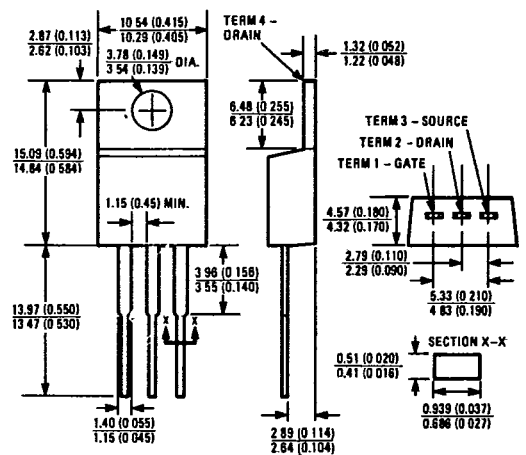 10 54 (0.415)
10.29 (0.405)
TERM 4 -
DRAIN
2.87 (0.113)
2.62 (0.103)
3.78 (0.149)
3 54 (0.139)
DIA.
1.32 (0 052)
1.22 (0 048)
6.48 (0 255)
6 23 (0 245)
TERM 3 - SOURCE
TERM 2 - DRAIN
TERM 1 - GATE
15.09 (0.594)
14.84 (0 584)
1.15 (0.45) MIN.
4.57 (0.180)
4 32 (0.170)
2.79 (0.110)
2 29 (0.090)
3 96 (0 156)
3 55 (0.140)
13.97 (0.550)
13 47 (0 530)
5.33 (0 210)
4 83 (0.190)
X X
SECTION X-X
0.51 (0 020)
0.41 (0 016)
0.939 (0.037)
0.686 (0 027)
1.40 (0 055)
1.15 (0 045)
2 89 (0 114)
2 64 (0.104)